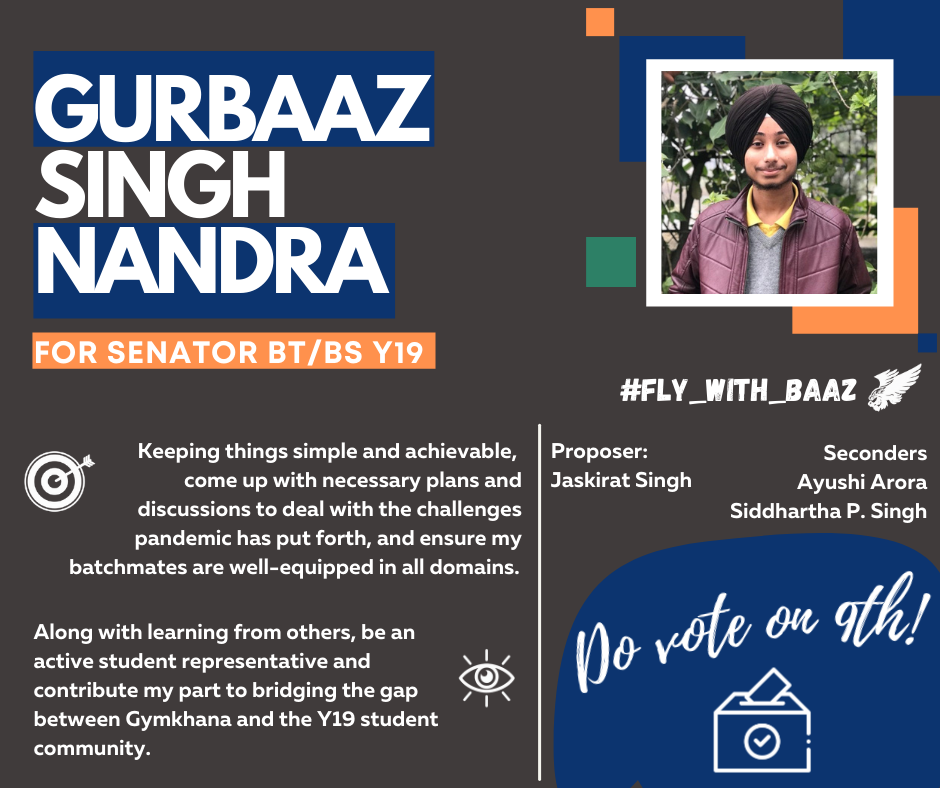 GURBAAZ
SINGH
NANDRA
FOR SENATOR BT/BS Y19
#FLY_WITH_BAAZ
Keeping things simple and achievable,
come up with necessary plans and
discussions to deal with the challenges
pandemic has put forth, and ensure my
batchmates are well-equipped in all domains.
Along with learning from others, be an
active student representative and
contribute my part to bridging the gap
between Gymkhana and the Y19 student
community.
Proposer:
Jaskirat Singh
Seconders
Ayushi Arora
Siddhartha P. Singh
Do vote on 9th!